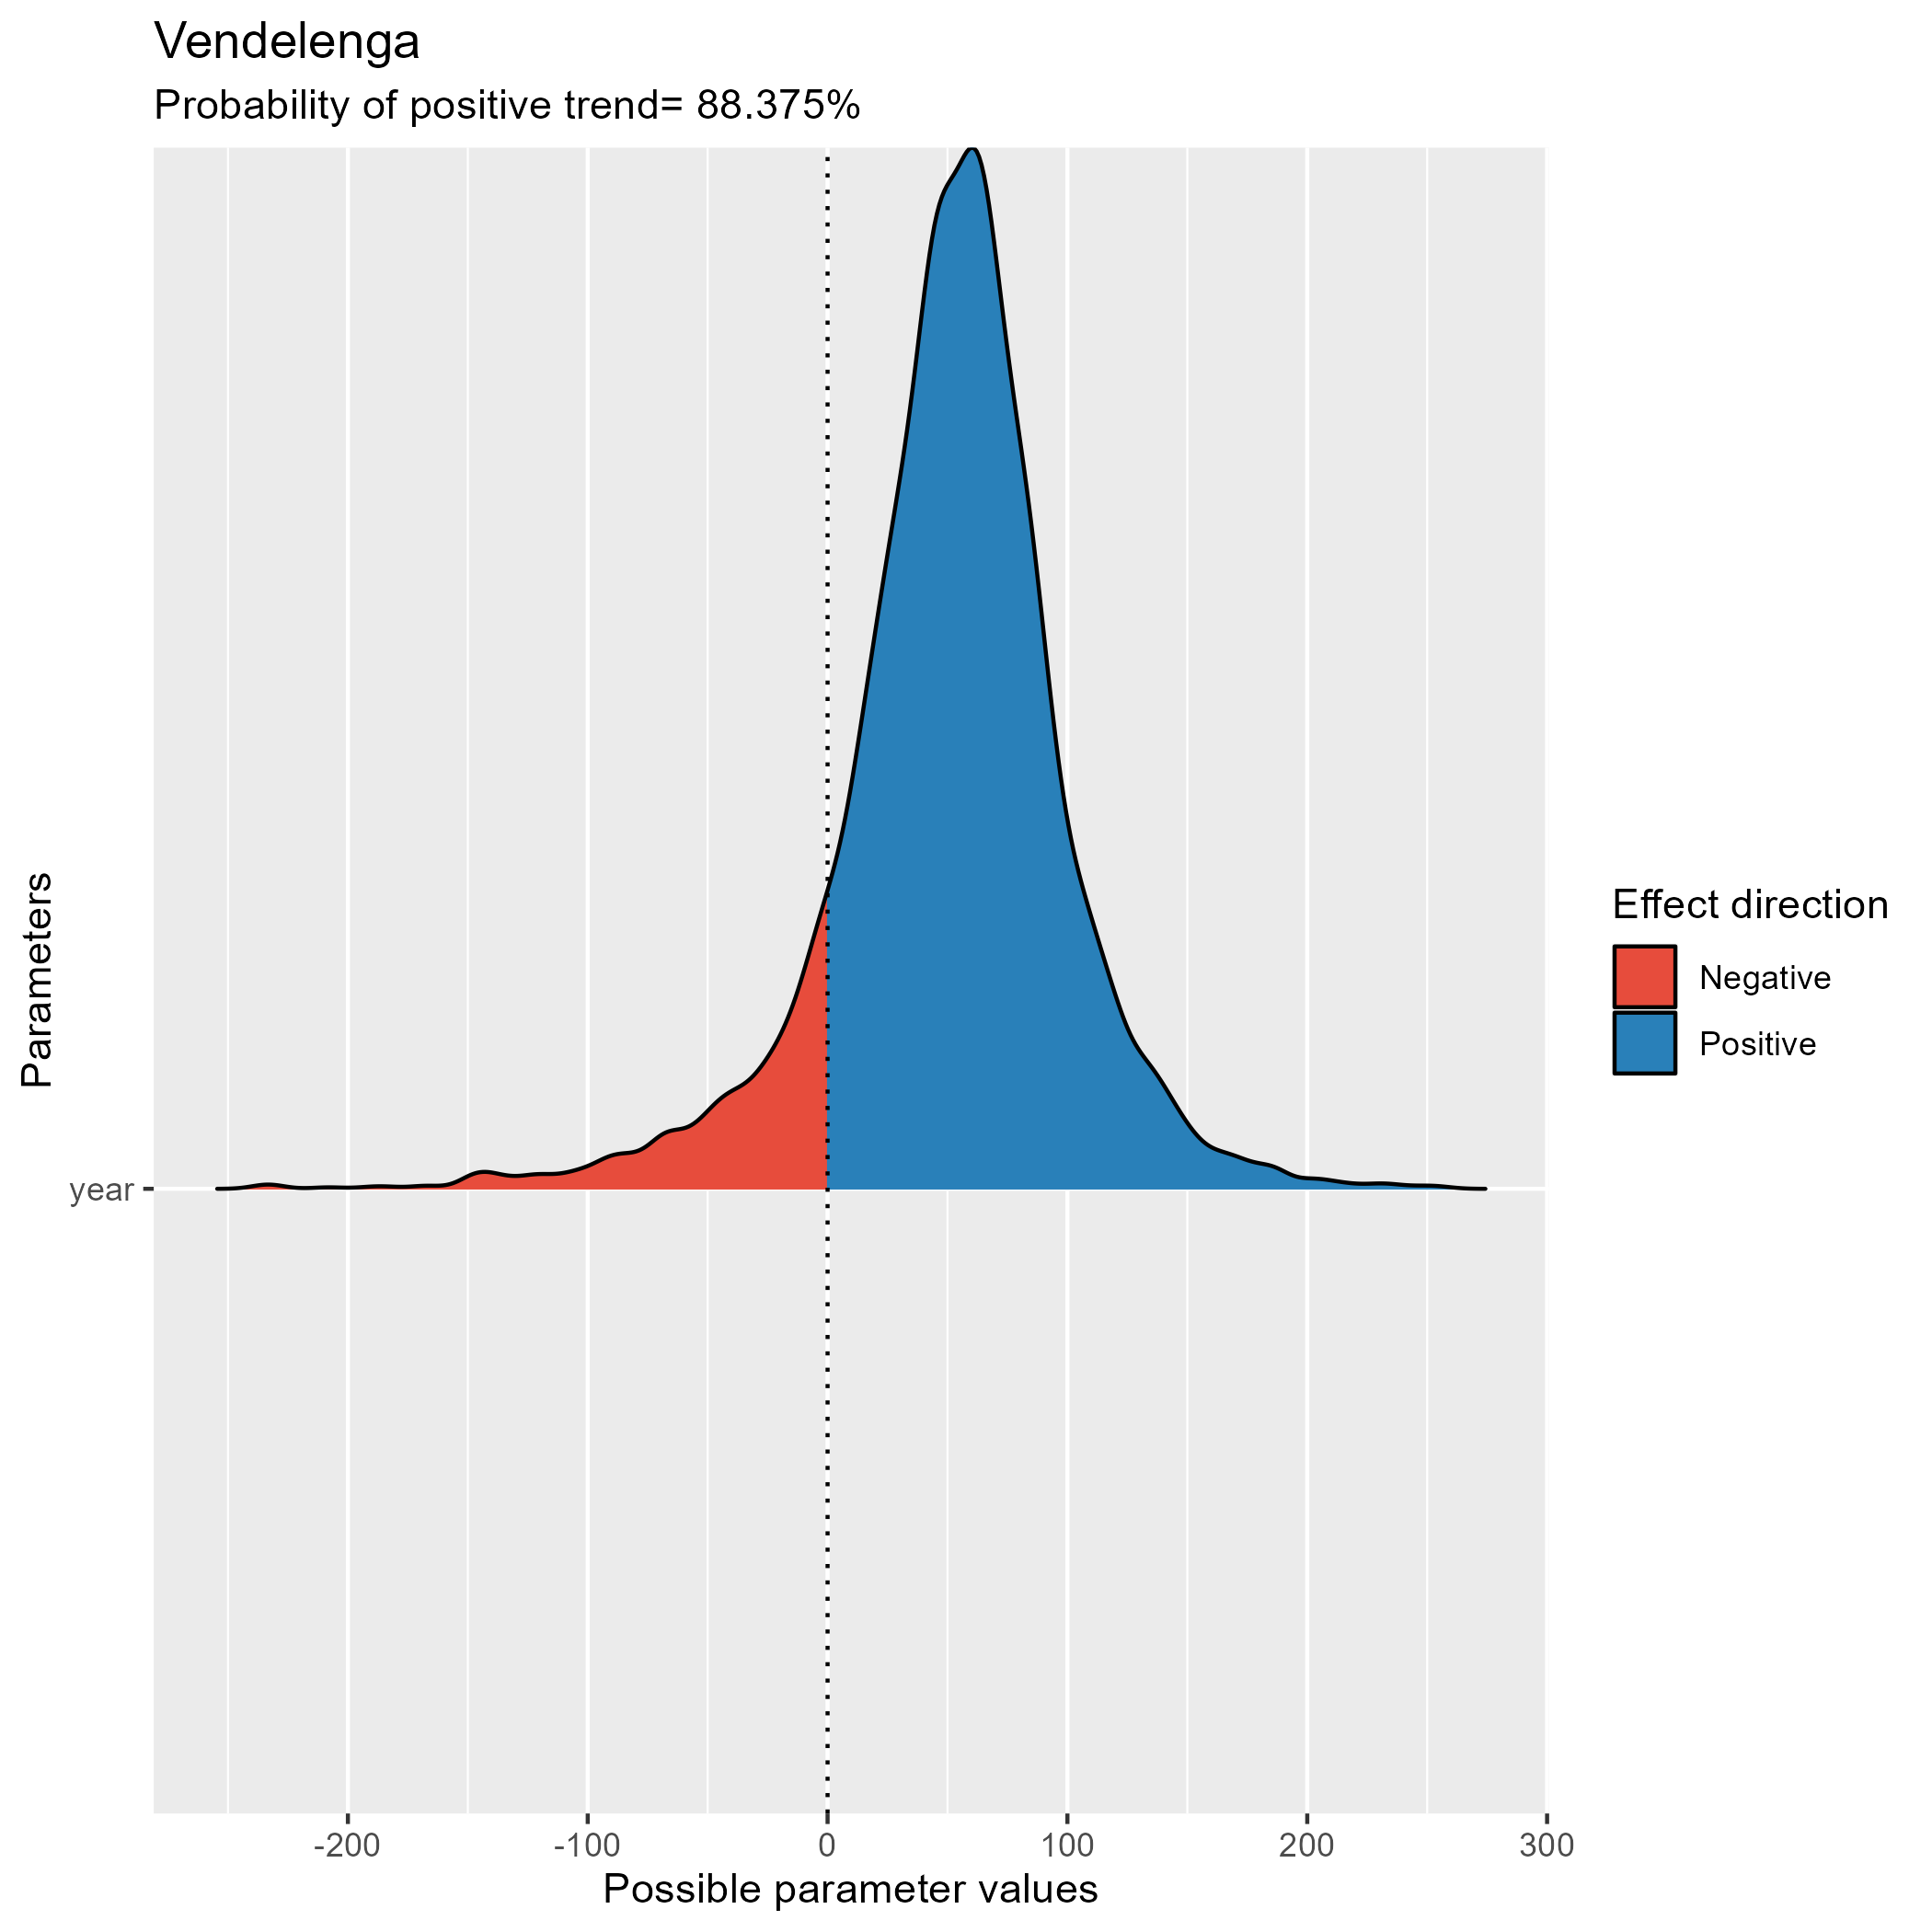 Vendelenga
Probability of positive trend= 88.375%
Parameters
year
-200
-100
0
100
200
300
Possible parameter values
Effect direction
Negative
Positive